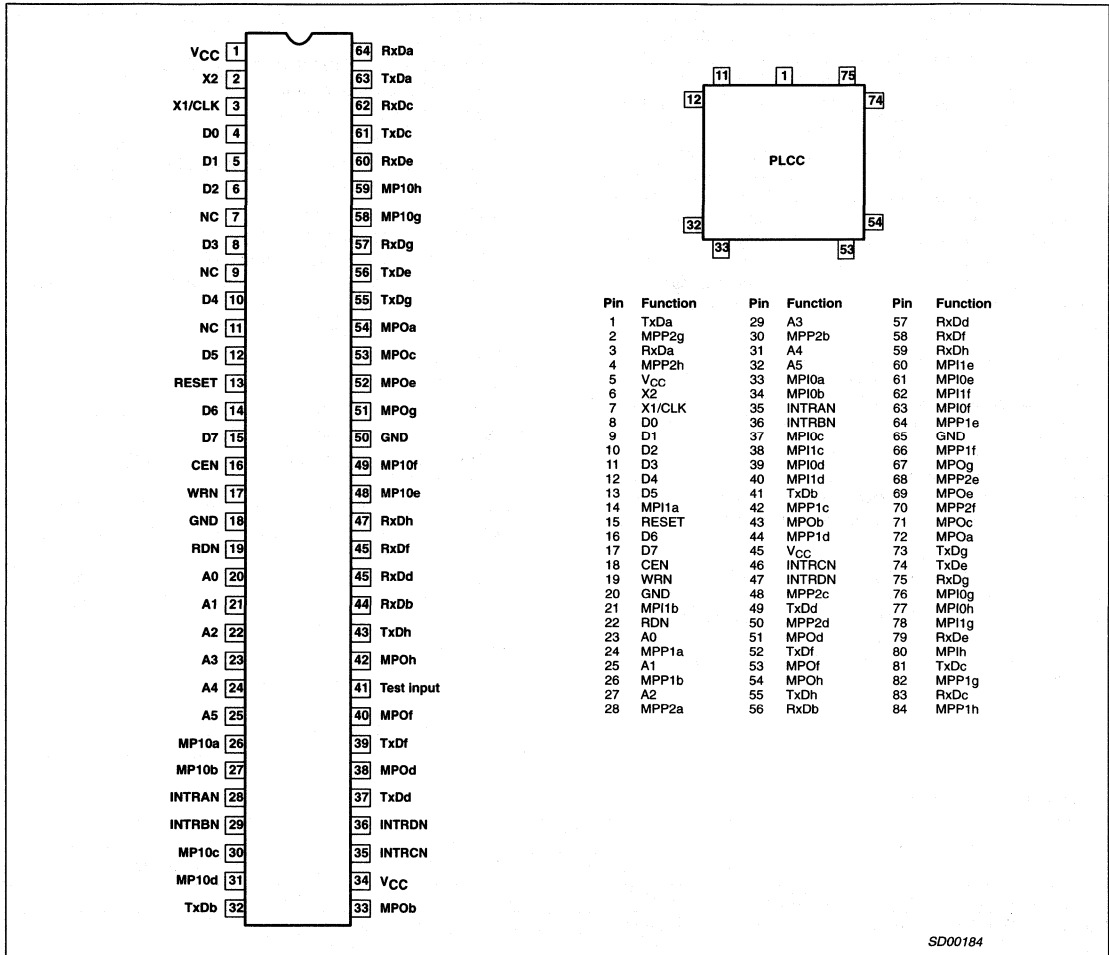 VCC 1 64 RxDa
X2 2 63 TxDa
X1/CLK 3 62 RxDc
D0 4 61 TxDc
D1 5 60 RxDe
D2 6 59 MP10h
NC 7 58 MP10g
D3 8 57 RxDg
NC 9 56 TxDe
D4 10 55 TxDg
NC 11 54 MPOa
D5 12 53 MPOc
RESET 13 52 MPOe
D6 14 51 MPOg
D7 15 50 GND
CEN 16 49 MP10f
WRN 17 48 MP10e
GND 18 47 RxDh
RDN 19 45 RxDf
A0 20 45 RxDd
A1 21 44 RxDb
A2 22 43 TxDh
A3 23 42 MPOh
A4 24 41 Test input
A5 25 40 MPOf
MP10a 26 39 TxDf
MP10b 27 38 MPOd
INTRAN 28 37 TxDd
INTRBN 29 36 INTRDN
MP10c 30 35 INTRCN
MP10d 31 34 VCC
TxDb 32 33 MPOb
11 1 75
12 74
PLCC
32 54
33 53
Pin Function Pin Function Pin Function
1 TxDa 29 A3 57 RxDd
2 MPP2g 30 MPP2b 58 RxDf
3 RxDa 31 A4 59 RxDh
4 MPP2h 32 A5 60 MPI1e
5 VCC 33 MPI0a 61 MPI0e
6 X2 34 MPI0b 62 MPI1f
7 X1/CLK 35 INTRAN 63 MPI0f
8 D0 36 INTRBN 64 MPP1e
9 D1 37 MPI0c 65 GND
10 D2 38 MPI1c 66 MPP1f
11 D3 39 MPI0d 67 MPOg
12 D4 40 MPI1d 68 MPP2e
13 D5 41 TxDb 69 MPOe
14 MPI1a 42 MPP1c 70 MPP2f
15 RESET 43 MPOb 71 MPOc
16 D6 44 MPP1d 72 MPOa
17 D7 45 VCC 73 TxDg
18 CEN 46 INTRCN 74 TxDe
19 WRN 47 INTRDN 75 RxDg
20 GND 48 MPP2c 76 MPI0g
21 MPI1b 49 TxDd 77 MPI0h
22 RDN 50 MPP2d 78 MPI1g
23 A0 51 MPOd 79 RxDe
24 MPP1a 52 TxDf 80 MPIh
25 A1 53 MPOf 81 TxDc
26 MPP1b 54 MPOh 82 MPP1g
27 A2 55 TxDh 83 RxDc
28 MPP2a 56 RxDb 84 MPP1h
SD00184